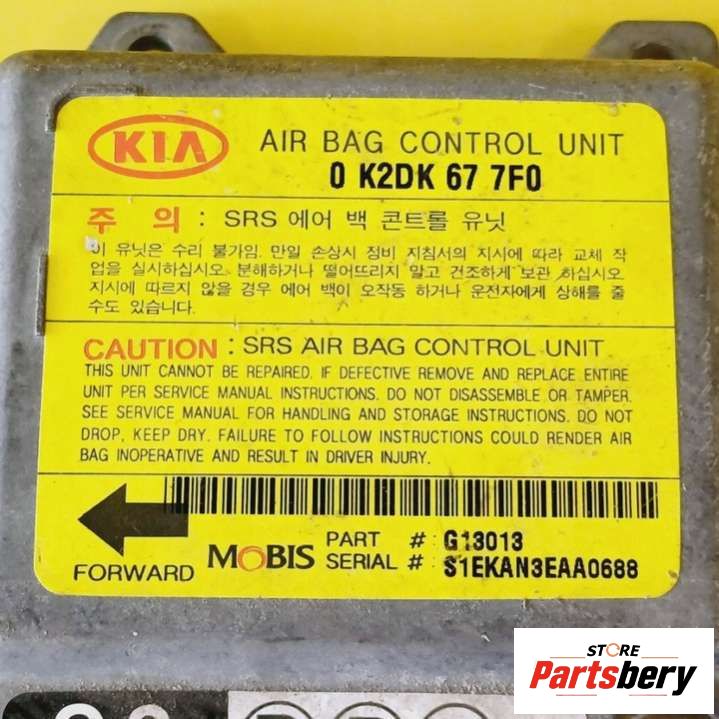 KIA AIR BAG CONTROL UNIT
0 K2DK 67 7F0
주 의 : SRS 에어 백 콘트롤 유닛
이 유닛은 수리 불가임. 만일 손상시 정비 지침서의 지시에 따라 교체 작
업을 실시하십시오. 분해하거나 떨어뜨리지 말고 건조하게 보관 하십시오.
지시에 따르지 않을 경우 에어 백이 오작동 하거나 운전자에게 상해를 줄
수도 있습니다.
CAUTION : SRS AIR BAG CONTROL UNIT
THIS UNIT CANNOT BE REPAIRED. IF DEFECTIVE REMOVE AND REPLACE ENTIRE
UNIT PER SERVICE MANUAL INSTRUCTIONS. DO NOT DISASSEMBLE OR TAMPER.
SEE SERVICE MANUAL FOR HANDLING AND STORAGE INSTRUCTIONS. DO NOT
DROP, KEEP DRY. FAILURE TO FOLLOW INSTRUCTIONS COULD RENDER AIR
BAG INOPERATIVE AND RESULT IN DRIVER INJURY.
FORWARD
MOBIS
PART # : G13013
SERIAL # : S1EKAN3EAA0688
STORE
Partsbery